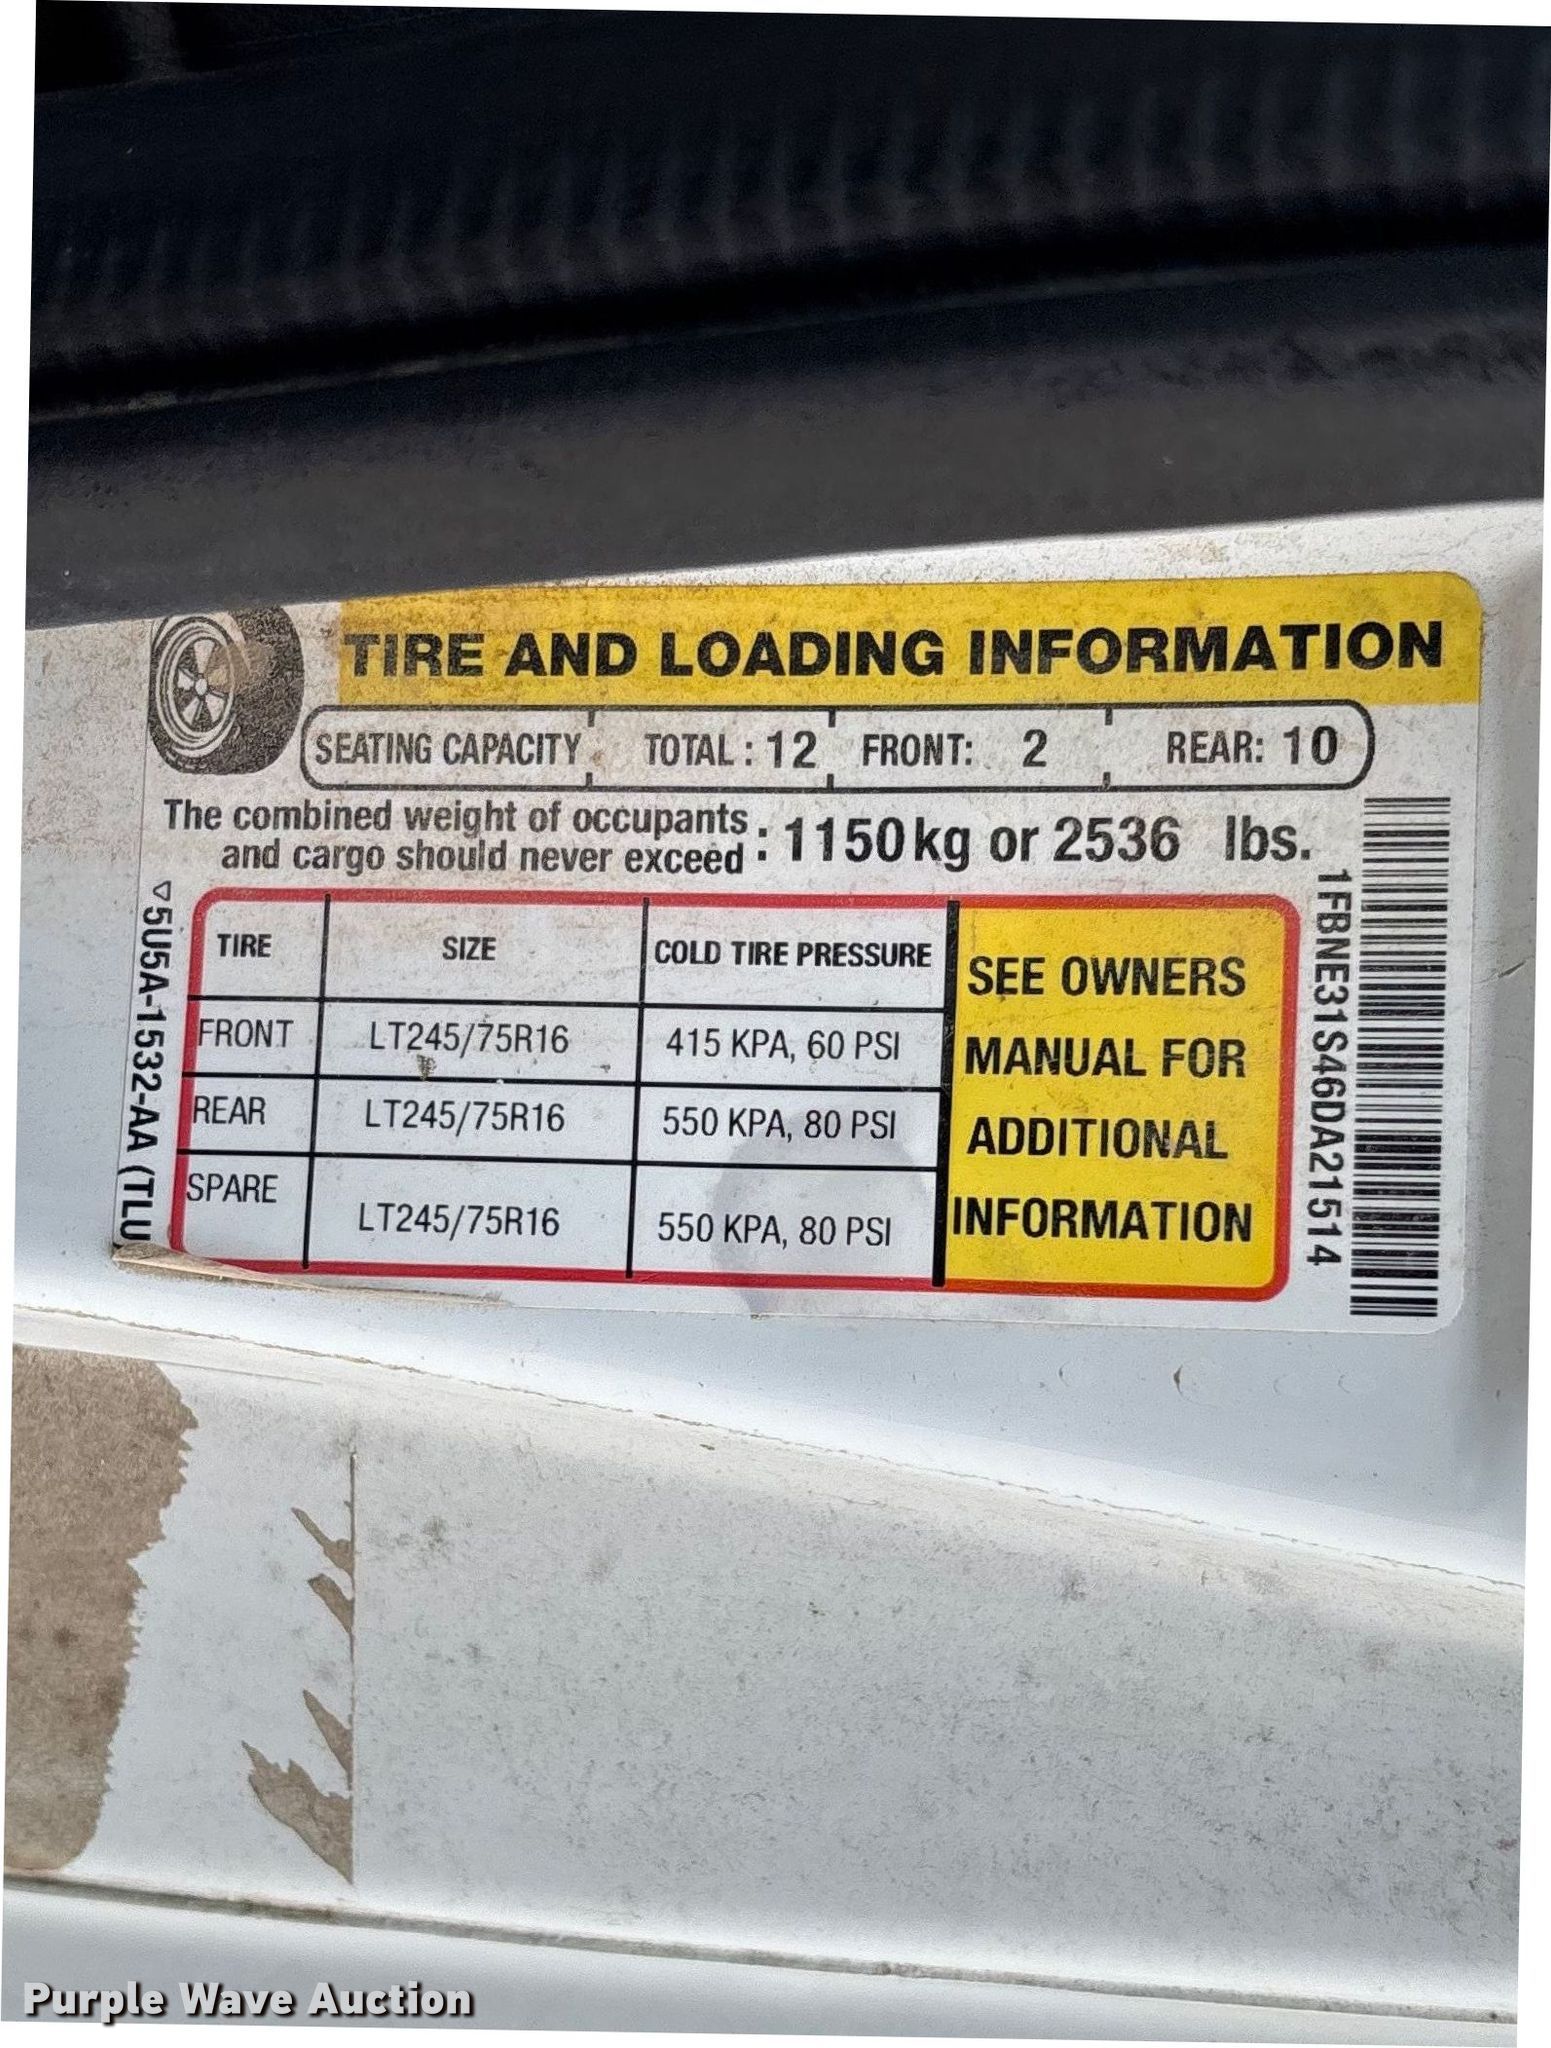 TIRE AND LOADING INFORMATION
SEATING CAPACITY TOTAL : 12 FRONT: 2 REAR: 10
The combined weight of occupants
and cargo should never exceed : 1150 kg or 2536 lbs.
TIRE SIZE COLD TIRE PRESSURE
FRONT LT245/75R16 415 KPA, 60 PSI
REAR LT245/75R16 550 KPA, 80 PSI
SPARE LT245/75R16 550 KPA, 80 PSI
SEE OWNERS
MANUAL FOR
ADDITIONAL
INFORMATION
5U5A-1532-AA (TLU
1FBNE31S46DA21514
Purple Wave Auction